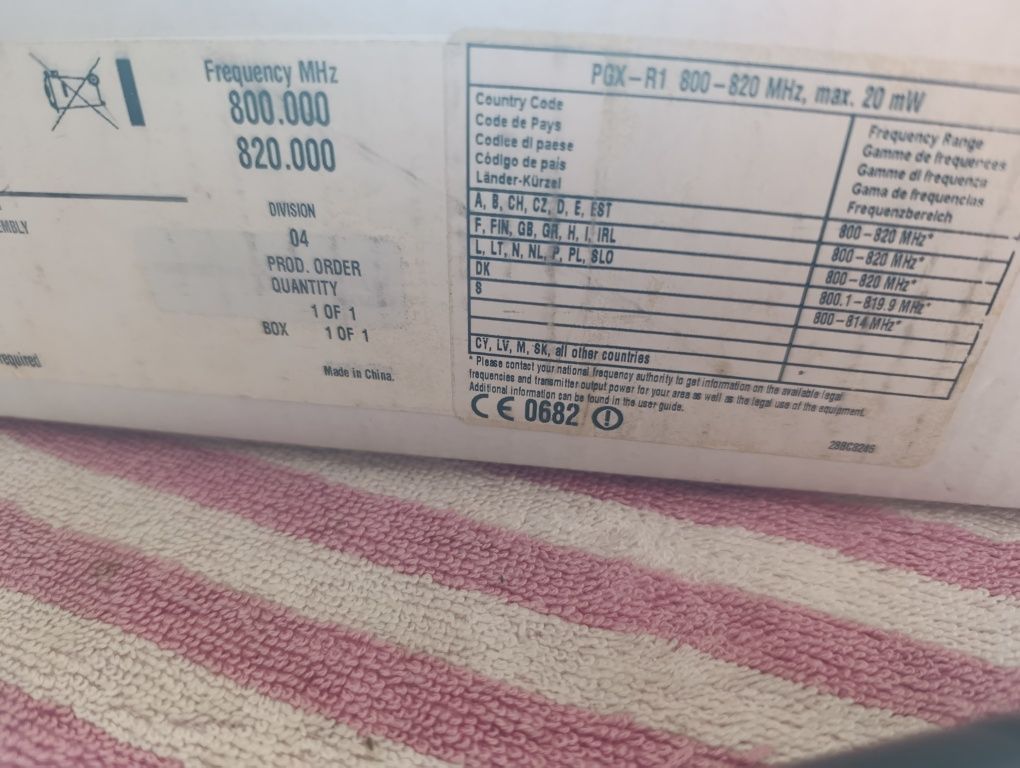 Frequency MHz
800.000
820.000
EMBLY
DIVISION
04
PROD. ORDER
QUANTITY
1 OF 1
BOX 1 OF 1
required
Made in China.
PGX-R1 800-820 MHz, max. 20 mW
Country Code
Code de Pays
Codice di paese
Código de país
Länder-Kürzel
Frequency Range
Gamme de frequences
Gamme di frequenza
Gama de frequencias
Frequenzbereich
A, B, CH, CZ, D, E, EST 800-820 MHz*
F, FIN, GB, GR, H, I, IRL 800-820 MHz*
L, LT, N, NL, P, PL, SLO 800-820 MHz*
DK 800.1-819.9 MHz*
S 800-814 MHz*
CY, LV, M, SK, all other countries *
* Please contact your national frequency authority to get information on the available legal
frequencies and transmitter output power for your area as well as the legal use of the equipment.
Additional information can be found in the user guide.
CE 0682
28BC8246